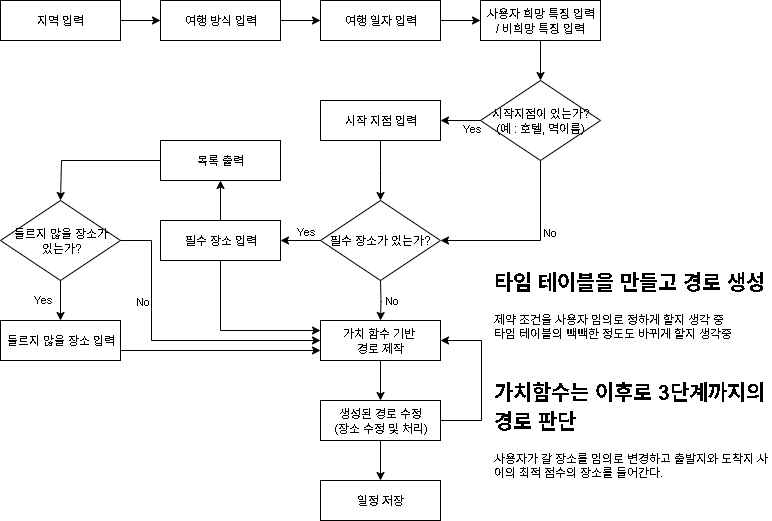 지역 입력
여행 방식 입력
여행 일자 입력
사용자 희망 특징 입력
/ 비희망 특징 입력
시작지점이 있는가?
(예 : 호텔, 역이름)
Yes
시작 지점 입력
목록 출력
들르지 않을 장소가
있는가?
필수 장소 입력
Yes
필수 장소가 있는가?
No
타임 테이블을 만들고 경로 생성
Yes
No
No
제약 조건을 사용자 임의로 정하게 할지 생각 중
타임 테이블의 빽빽한 정도도 바뀌게 할지 생각중
들르지 않을 장소 입력
가치 함수 기반
경로 제작
가치함수는 이후로 3단계까지의
경로 판단
생성된 경로 수정
(장소 수정 및 처리)
사용자가 갈 장소를 임의로 변경하고 출발지와 도착지 사
이의 최적 점수의 장소를 들어간다.
일정 저장